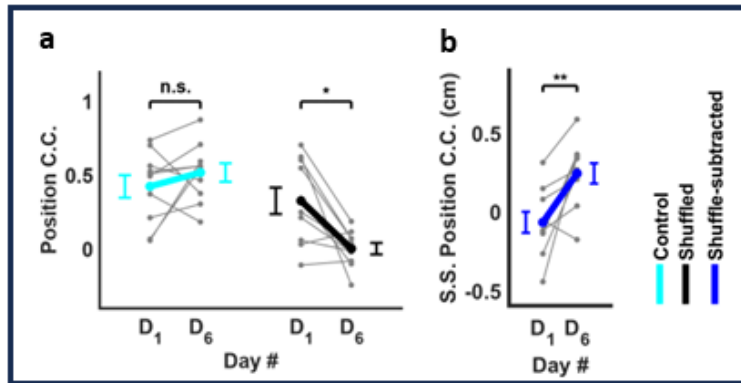 a
n.s.
*
Position C.C.
1
0.5
0
D1 D6 D1 D6
Day #
b
**
S.S. Position C.C. (cm)
0.5
0
-0.5
D1 D6
Day #
Control
Shuffled
Shuffle-subtracted